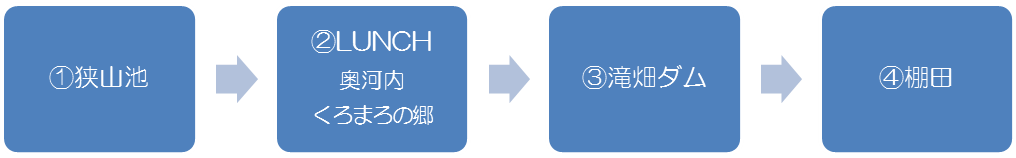 ①狭山池
②LUNCH
奥河内
くろまろの郷
③滝畑ダム
④棚田